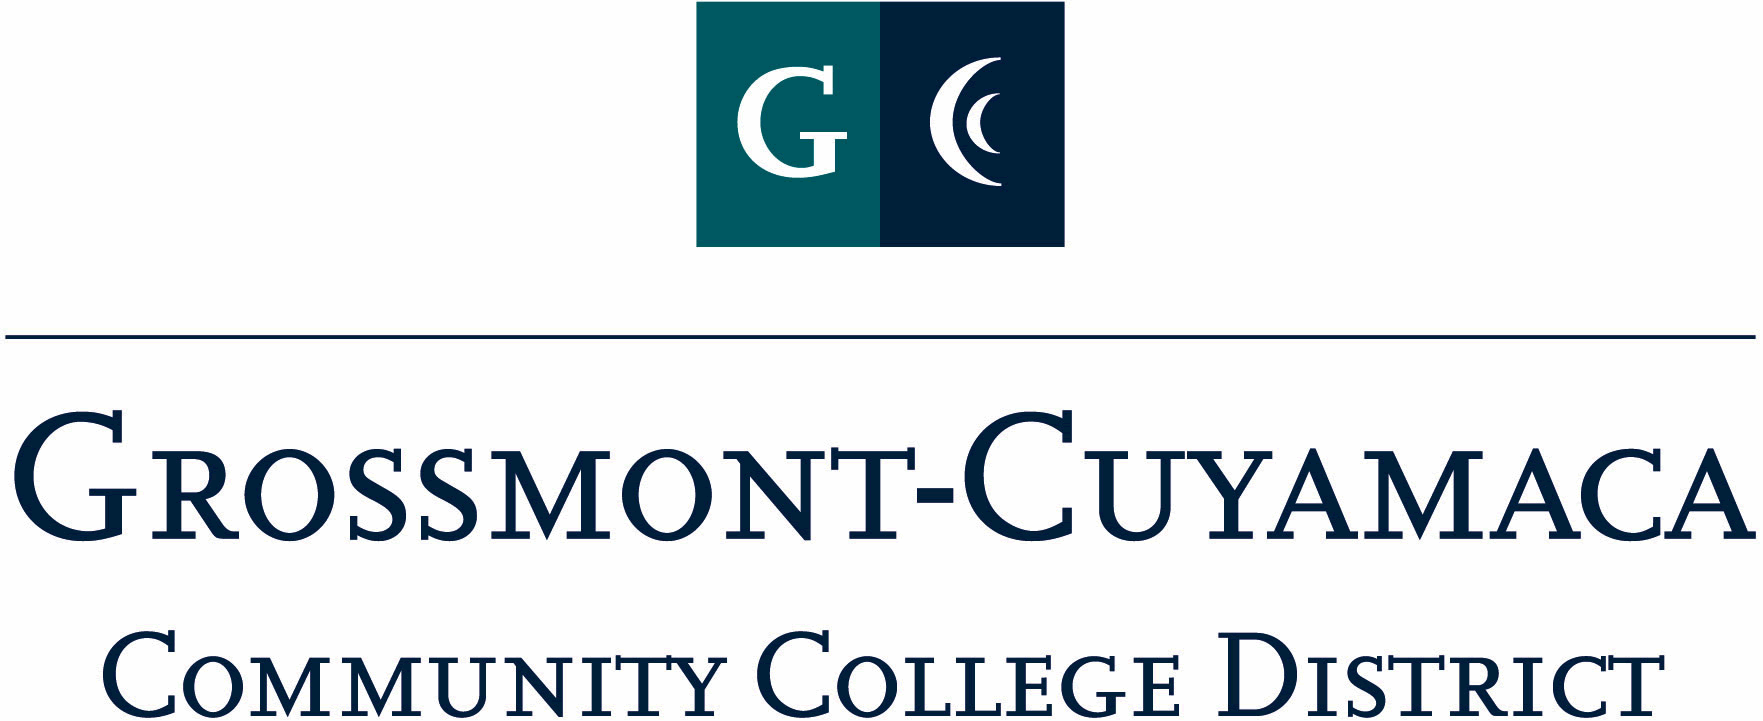 G C
GROSSMONT-CUYAMACA
COMMUNITY COLLEGE DISTRICT